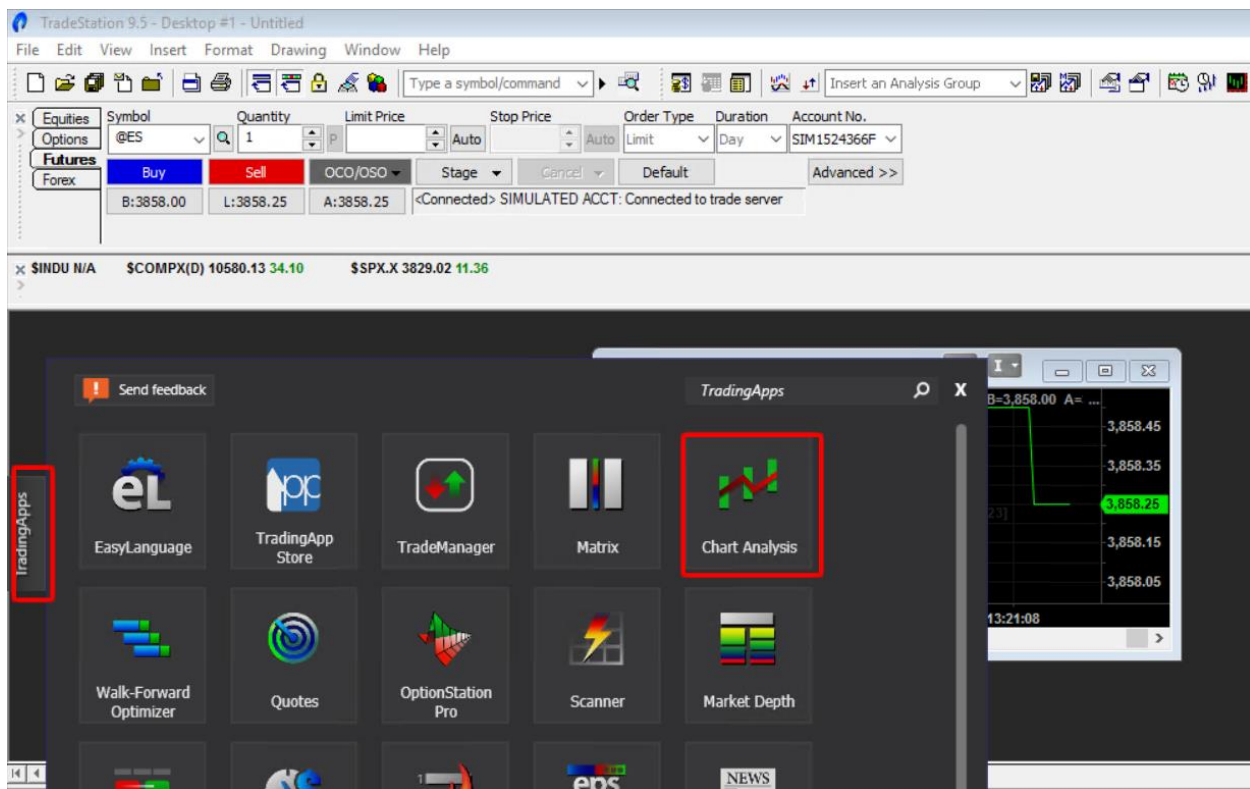 TradeStation 9.5 - Desktop #1 - Untitled
File Edit View Insert Format Drawing Window Help
Type a symbol/command
Insert an Analysis Group
Equities
Options
Futures
Forex
Symbol Quantity Limit Price Stop Price Order Type Duration Account No.
@ES 1 P Auto Auto Limit Day SIM1524366F
Buy Sell OCO/OSO Stage Cancel Default Advanced >>
B:3858.00 L:3858.25 A:3858.25 <Connected> SIMULATED ACCT: Connected to trade server
$INDU N/A $COMPX(D) 10580.13 34.10 $SPX.X 3829.02 11.36
TradingApps
Send feedback
TradingApps X
EasyLanguage
TradingApp
Store
TradeManager
Matrix
Chart Analysis
Walk-Forward
Optimizer
Quotes
OptionStation
Pro
Scanner
Market Depth
eps
NEWS
I
B=3,858.00 A= ...
3,858.45
3,858.35
3,858.25
23]
3,858.15
3,858.05
13:21:08